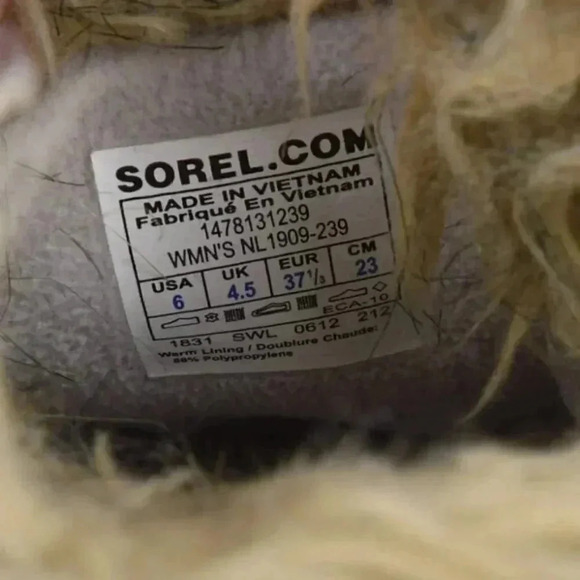 SOREL.COM
MADE IN VIETNAM
Fabriqué En Vietnam
1478131239
WMN'S NL1909-239
USA UK EUR CM
6 4.5 37⅓ 23
ECA-10
1831 SWL 0612 212
Warm Lining / Doublure Chaude:
88% Polypropylene